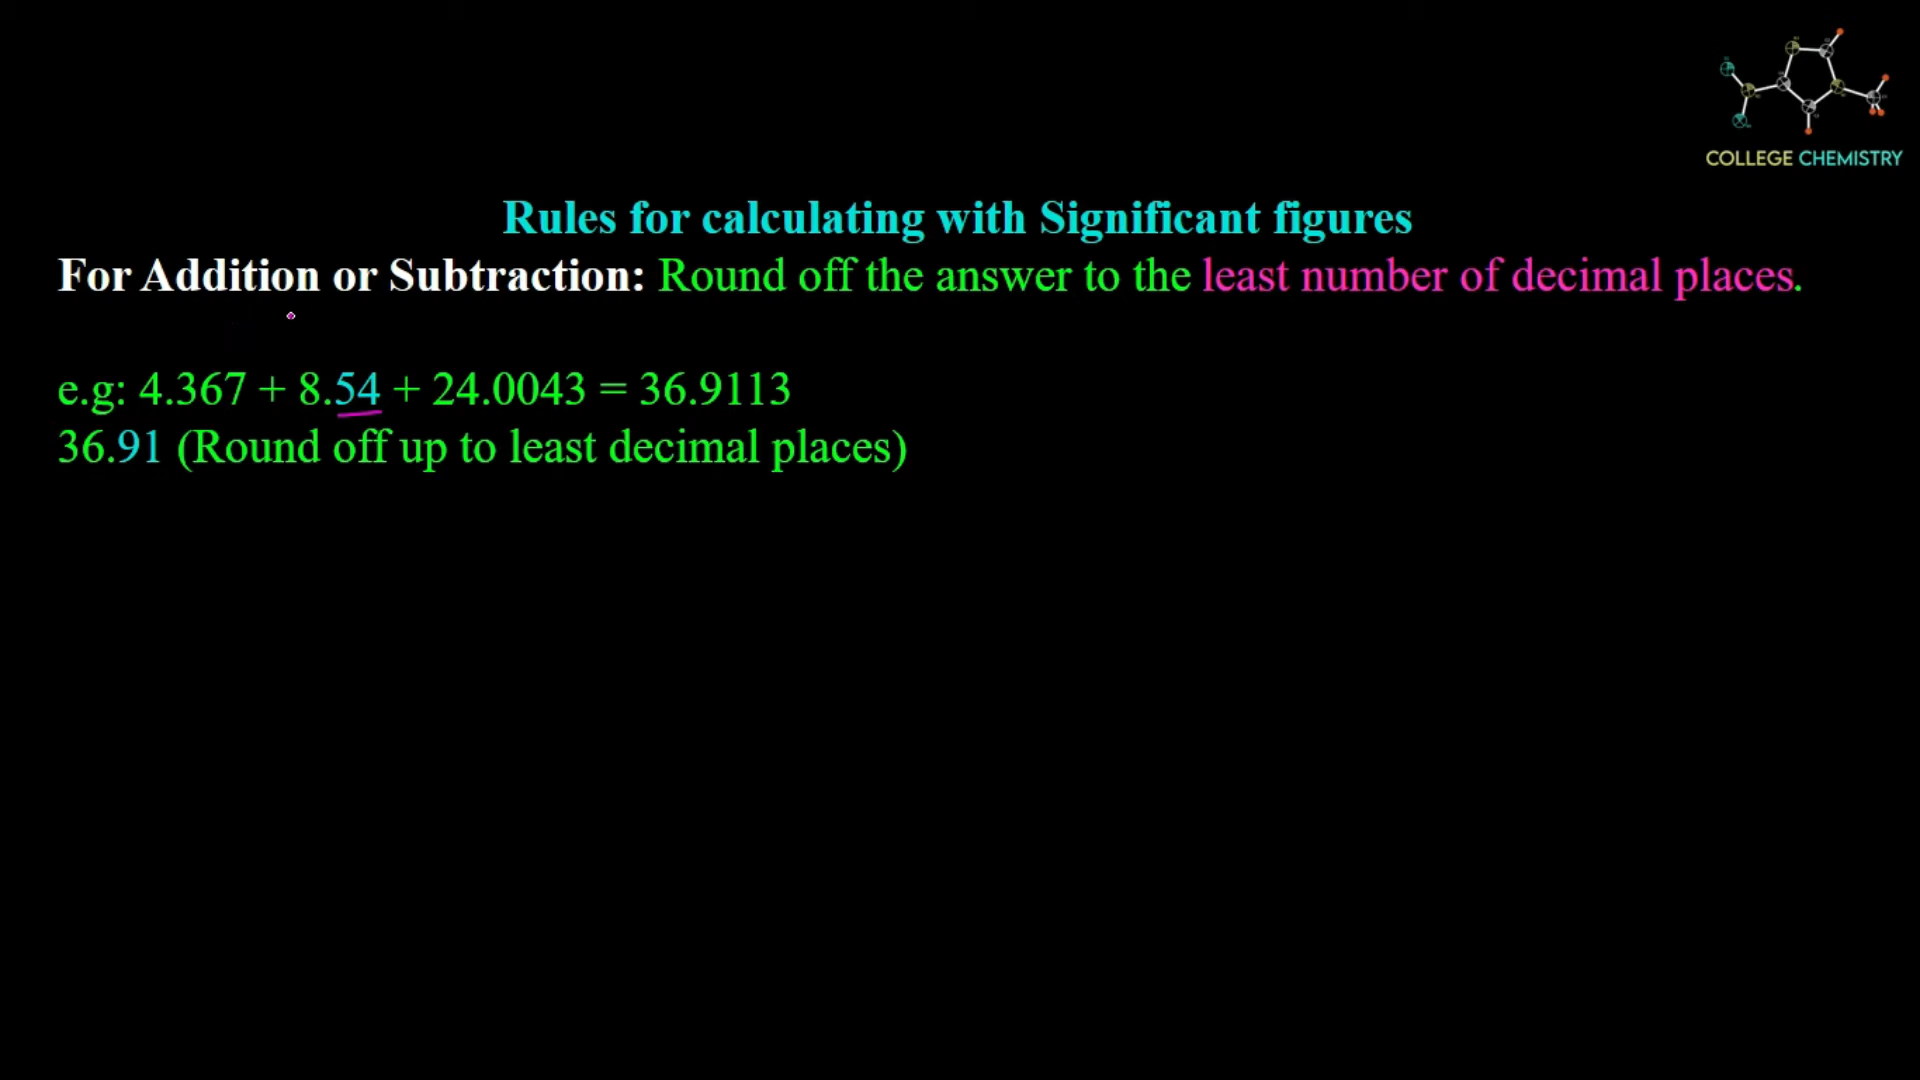 COLLEGE CHEMISTRY
Rules for calculating with Significant figures
For Addition or Subtraction: Round off the answer to the least number of decimal places.
e.g: 4.367 + 8.54 + 24.0043 = 36.9113
36.91 (Round off up to least decimal places)